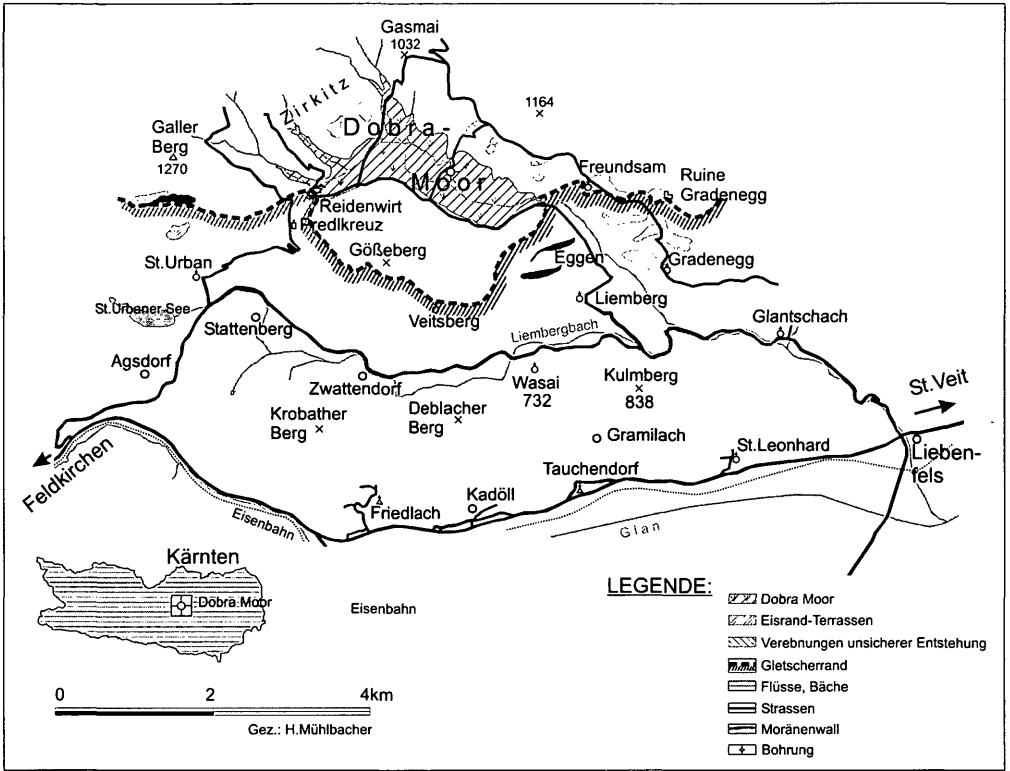 Gasmai
1032
Zirkitz
1164
Dobra-
Moor
Galler
Berg
1270
Freundsam
Ruine
Gradenegg
Reidenwirt
Fredlkreuz
Gößeberg
Eggen
Gradenegg
St.Urban
Liemberg
St.Urbaner See
Veitsberg
Stattenberg
Liembergbach
Glantschach
Agsdorf
Zwattendorf
Wasai
732
Kulmberg
838
St.Veit
Krobather
Berg
Deblacher
Berg
Gramilach
St.Leonhard
Lieben-
fels
Feldkirchen
Tauchendorf
Kadöll
Friedlach
Eisenbahn
Glan
Kärnten
Dobra Moor
Eisenbahn
LEGENDE:
Dobra Moor
Eisrand-Terrassen
Verebnungen unsicherer Entstehung
Gletscherrand
Flüsse, Bäche
Strassen
Moränenwall
Bohrung
0 2 4km
Gez.: H.Mühlbacher